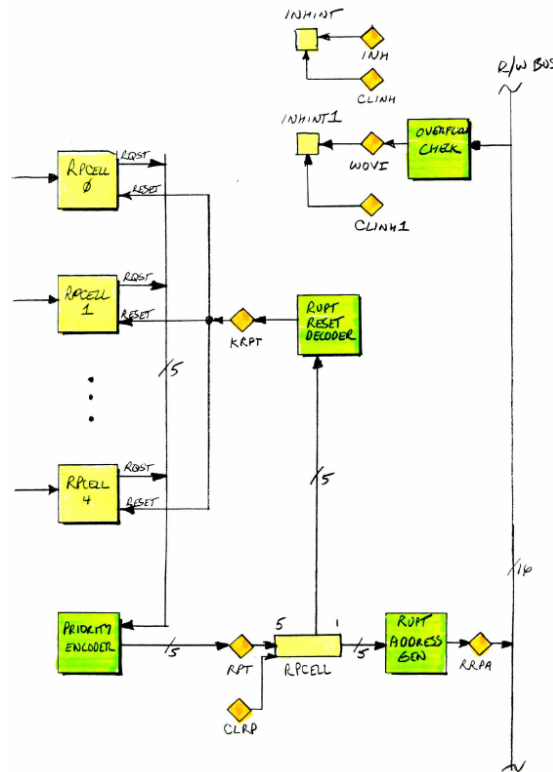 INHINT
INH
CLINH
R/W BUS
INHINT1
OVERFLOW
CHECK
WOVI
CLINH1
RPCELL
0
RQST
RESET
RPCELL
1
RQST
RESET
RUPT
RESET
DECODER
KRPT
/5
RPCELL
4
RQST
RESET
/5
/16
PRIORITY
ENCODER
/5
RPT
5 1
RPCELL
/5
RUPT
ADDRESS
GEN
RRPA
CLRP